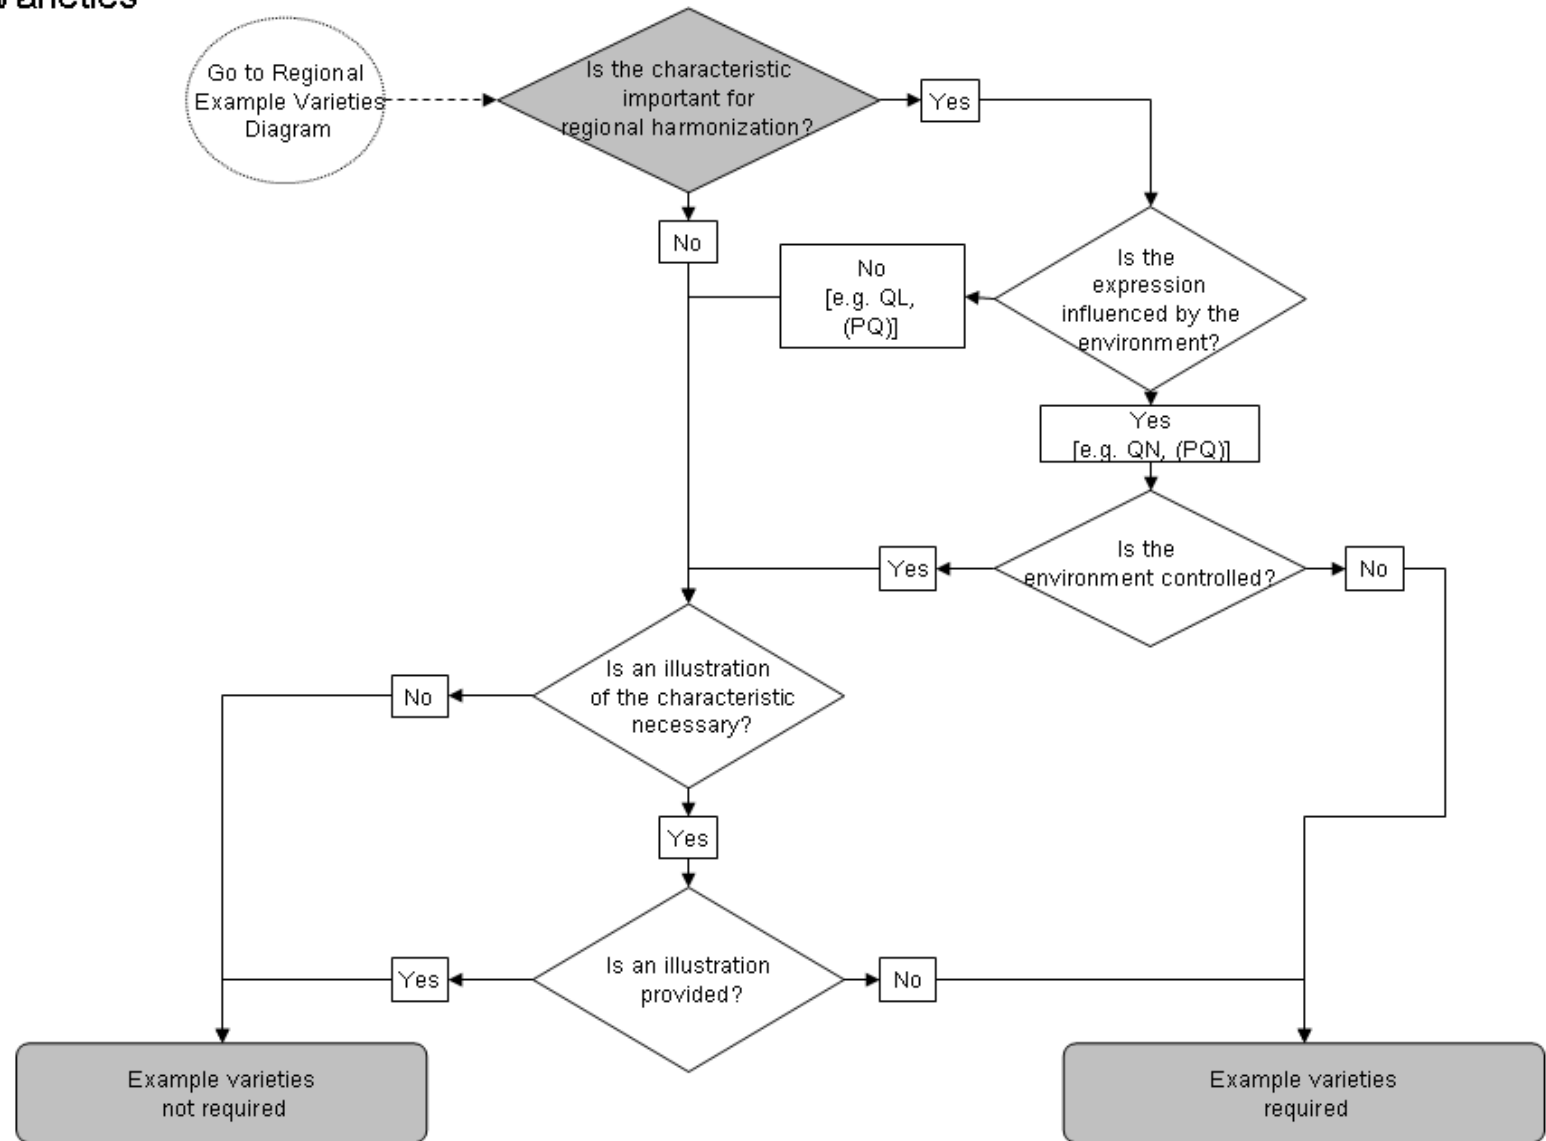 Go to Regional
Example Varieties
Diagram
Is the characteristic
important for
regional harmonization?
Yes
No
No
[e.g. QL,
(PQ)]
Is the
expression
influenced by the
environment?
Yes
[e.g. QN, (PQ)]
Is the
environment controlled?
Yes
No
Is an illustration
of the characteristic
necessary?
No
Yes
Is an illustration
provided?
Yes
No
Example varieties
not required
Example varieties
required